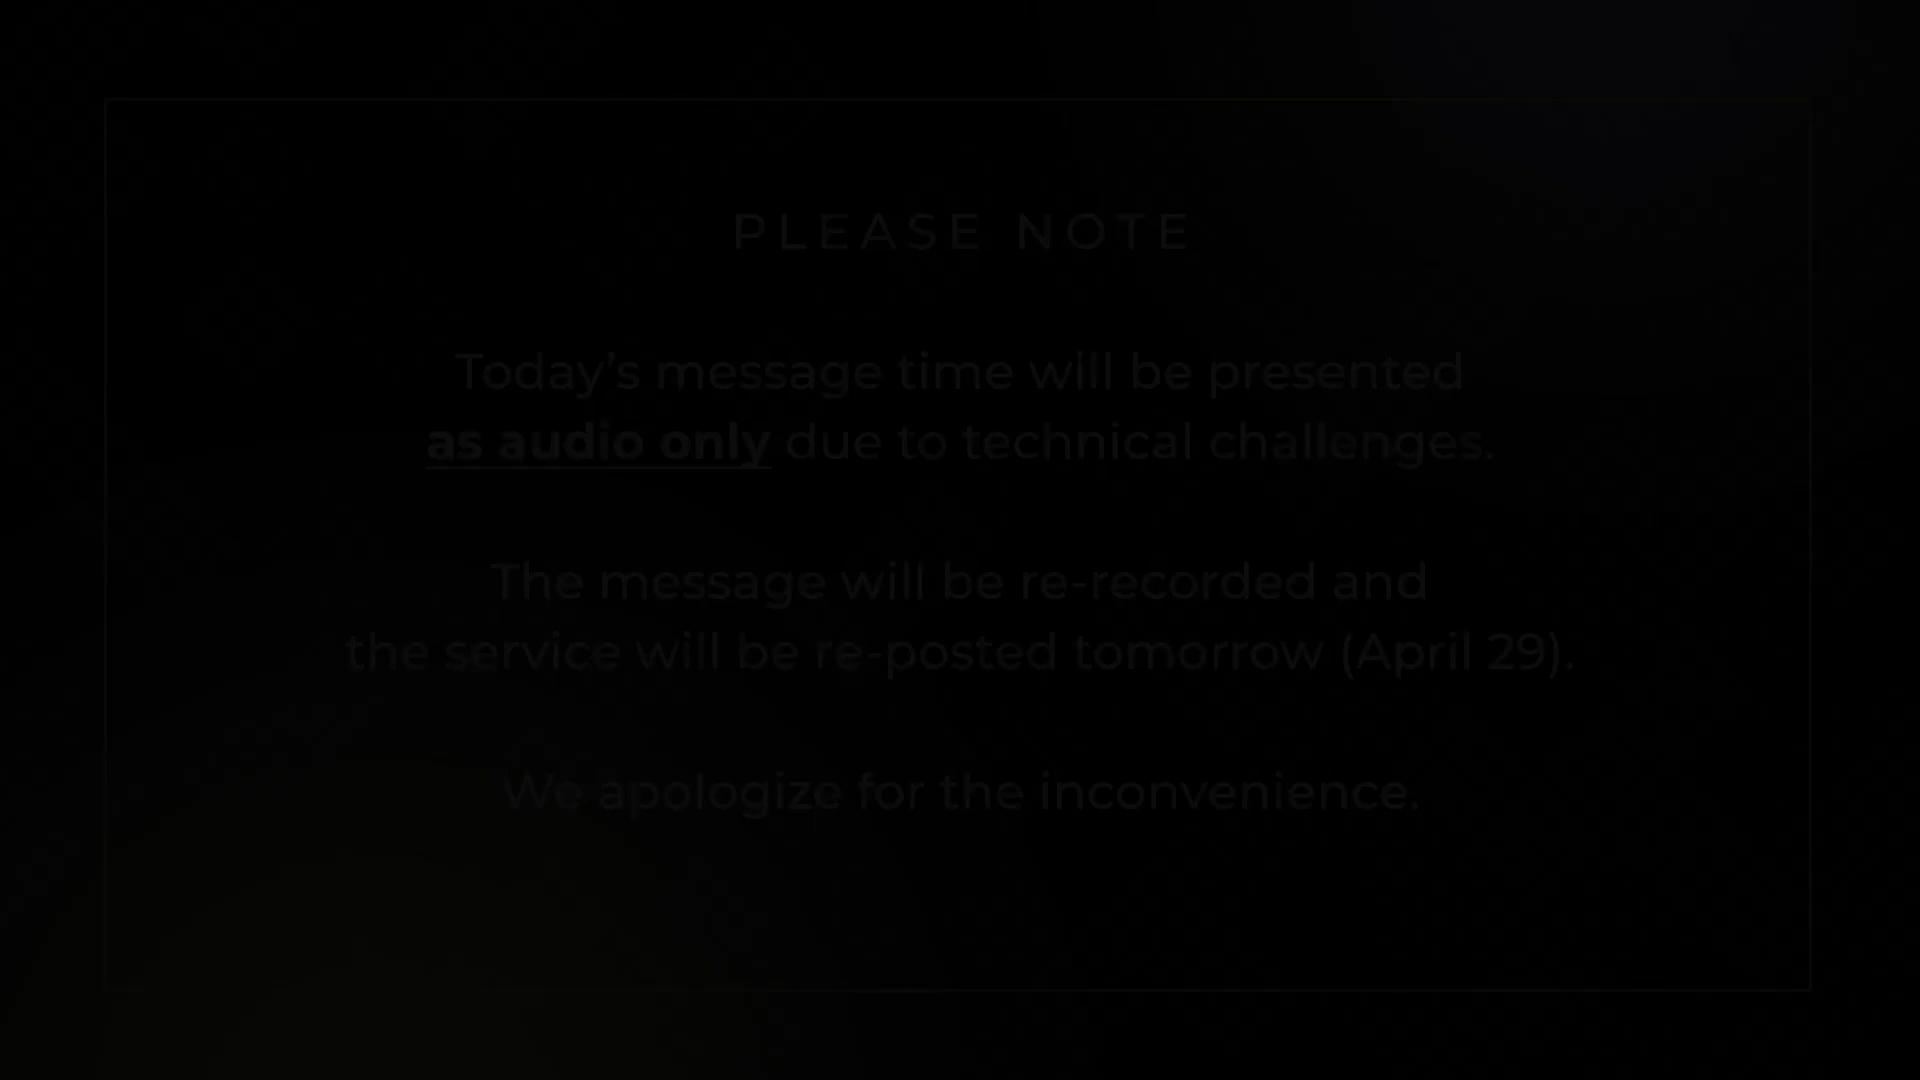 PLEASE NOTE
Today’s message time will be presented
as audio only due to technical challenges.
The message will be re-recorded and
the service will be re-posted tomorrow (April 29).
We apologize for the inconvenience.